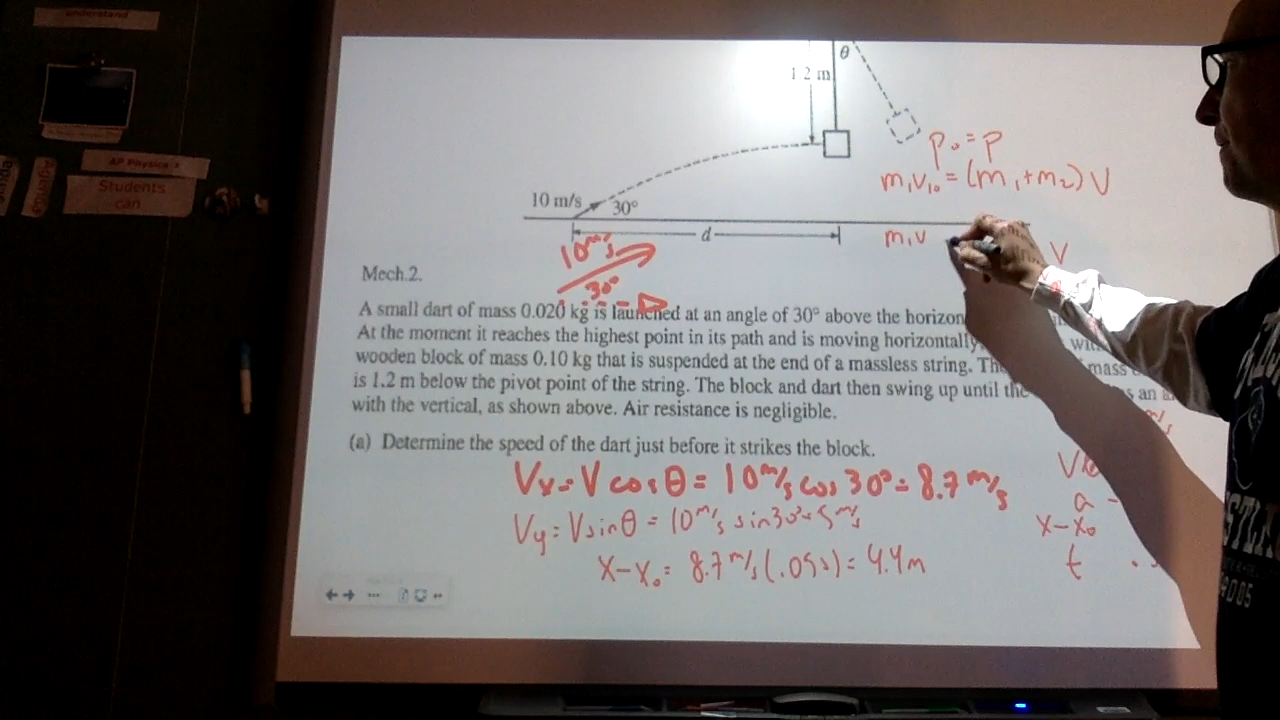 understand
AP Physics
Agenda
Students
can
θ
1.2 m
p₀ = p
m₁v₁₀ = (m₁+m₂)V
10 m/s
30°
d
m₁v
V
10 m/s
30°
Mech.2.
A small dart of mass 0.020 kg is launched at an angle of 30° above the horizon
At the moment it reaches the highest point in its path and is moving horizontally
wooden block of mass 0.10 kg that is suspended at the end of a massless string. The mass
is 1.2 m below the pivot point of the string. The block and dart then swing up until the
with the vertical, as shown above. Air resistance is negligible.
(a) Determine the speed of the dart just before it strikes the block.
Vx = V cos θ = 10 m/s cos 30° = 8.7 m/s
Vy = V sin θ = 10 m/s sin 30° = 5 m/s
a
x-x₀
x-x₀ = 8.7 m/s (.05s) = 4.4m
t